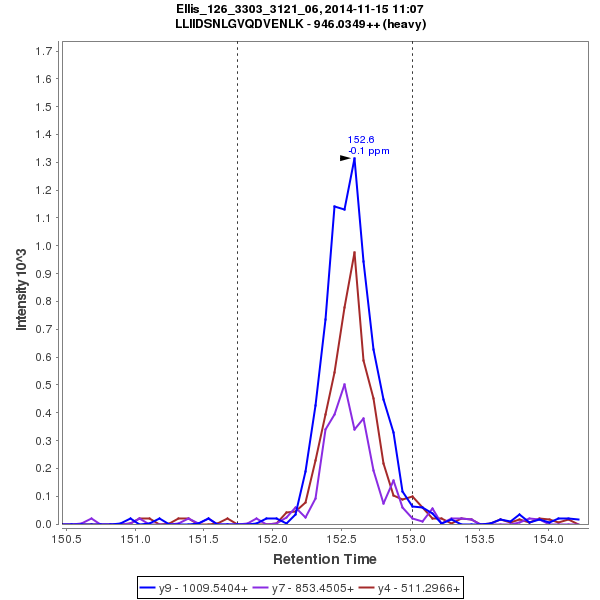 Ellis_126_3303_3121_06, 2014-11-15 11:07
LLIIDSNLGVQDVENLK - 946.0349++ (heavy)
1.7
1.6
1.5
1.4
1.3
1.2
1.1
1.0
0.9
0.8
0.7
0.6
0.5
0.4
0.3
0.2
0.1
0.0
Intensity 10^3
152.6
-0.1 ppm
150.5 151.0 151.5 152.0 152.5 153.0 153.5 154.0
Retention Time
y9 - 1009.5404+ y7 - 853.4505+ y4 - 511.2966+